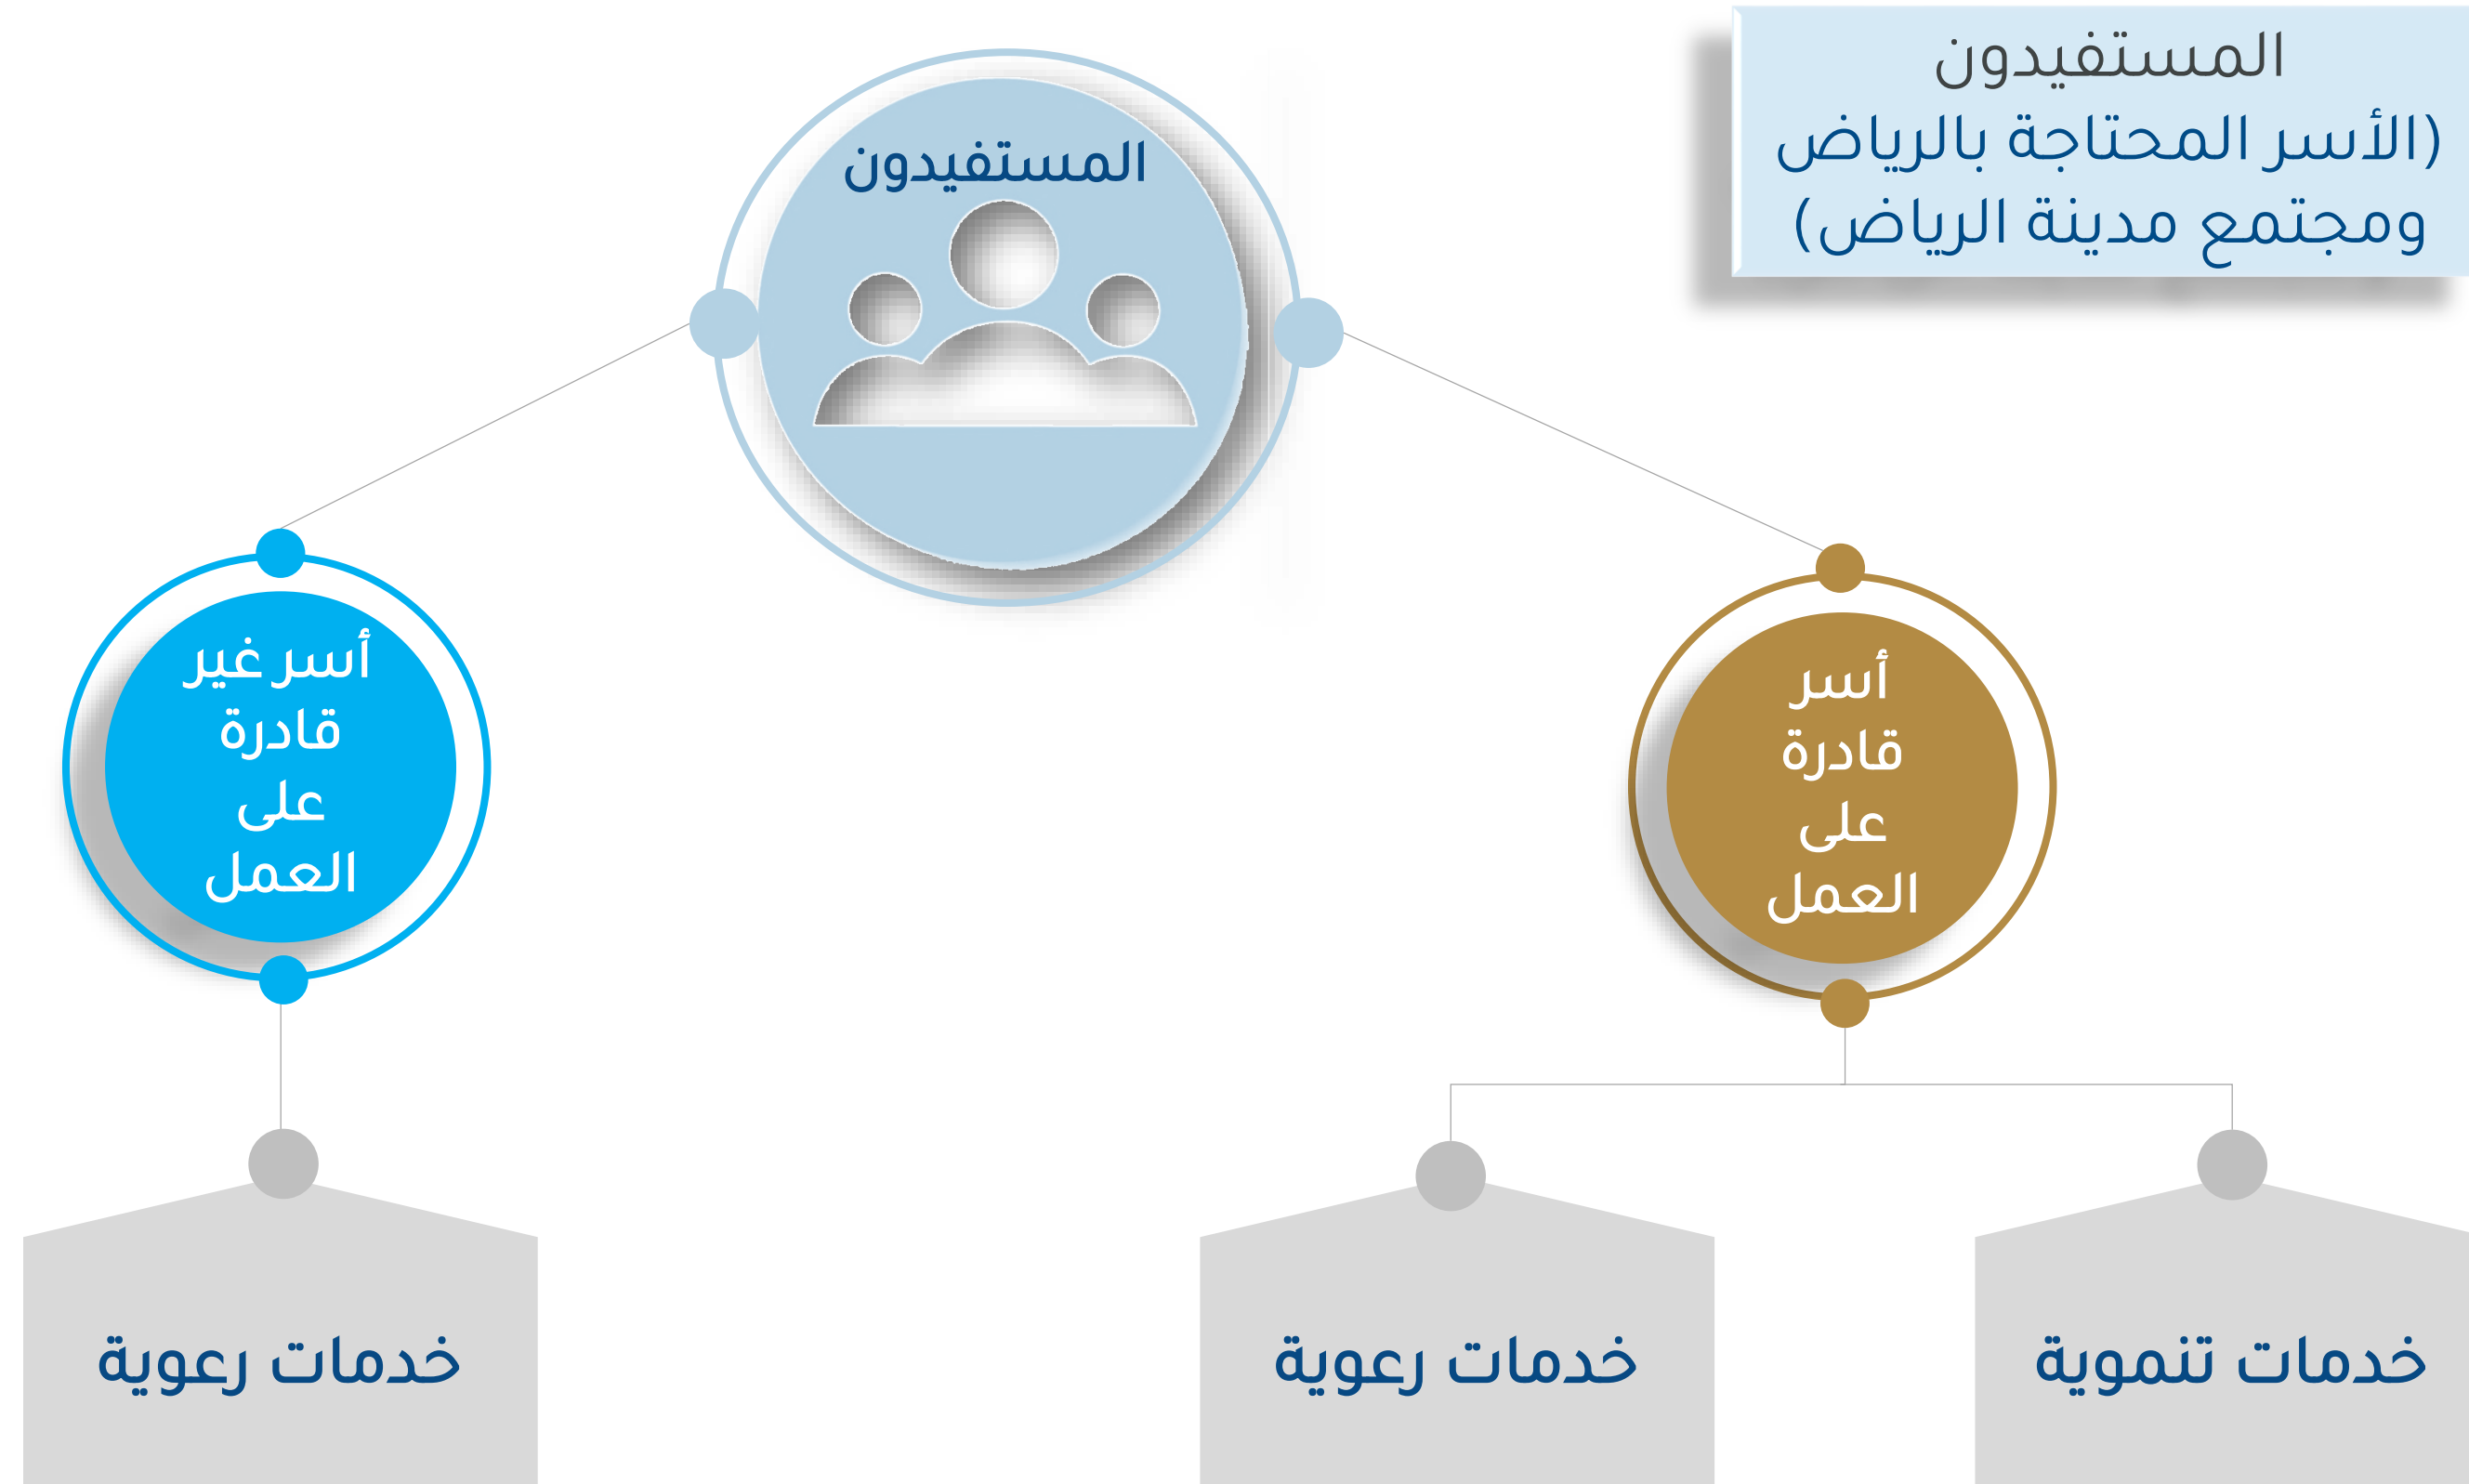 المستفيدون
(الأسر المحتاجة بالرياض
ومجتمع مدينة الرياض)
المستفيدون
أسر
قادرة
على
العمل
أسر غير
قادرة
على
العمل
خدمات تنموية
خدمات رعوية
خدمات رعوية